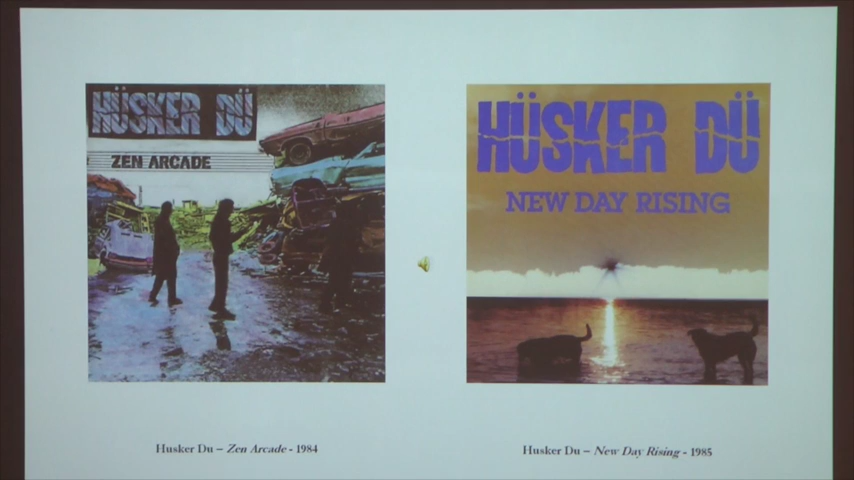 HÜSKER DÜ
ZEN ARCADE
HÜSKER DÜ
NEW DAY RISING
Husker Du – Zen Arcade - 1984
Husker Du – New Day Rising - 1985